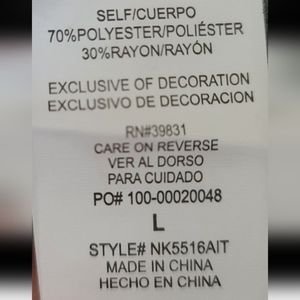 SELF/CUERPO
70%POLYESTER/POLIÉSTER
30%RAYON/RAYÓN
EXCLUSIVE OF DECORATION
EXCLUSIVO DE DECORACION
RN#39831
CARE ON REVERSE
VER AL DORSO
PARA CUIDADO
PO# 100-00020048
L
STYLE# NK5516AIT
MADE IN CHINA
HECHO EN CHINA